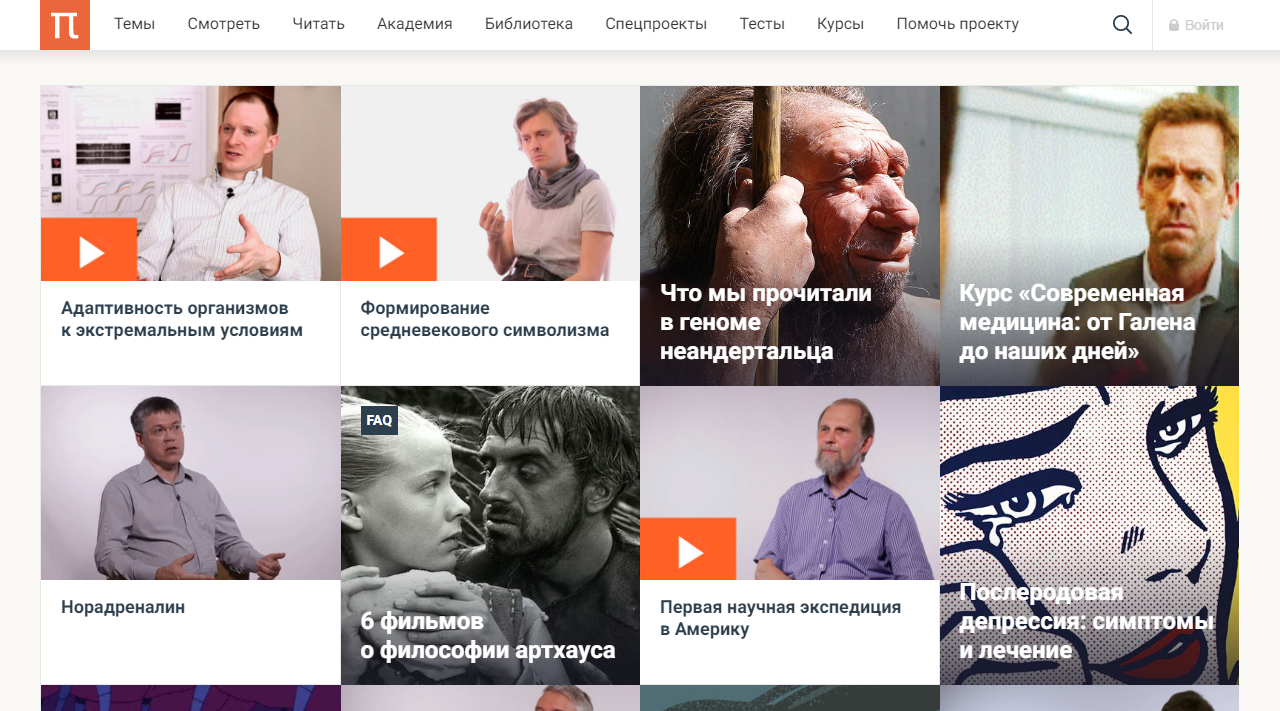 π Темы Смотреть Читать Академия Библиотека Спецпроекты Тесты Курсы Помочь проекту Войти
Адаптивность организмов
к экстремальным условиям
Формирование
средневекового символизма
Что мы прочитали
в геноме
неандертальца
Курс «Современная
медицина: от Галена
до наших дней»
Норадреналин
FAQ
6 фильмов
о философии артхауса
Первая научная экспедиция
в Америку
Послеродовая
депрессия: симптомы
и лечение